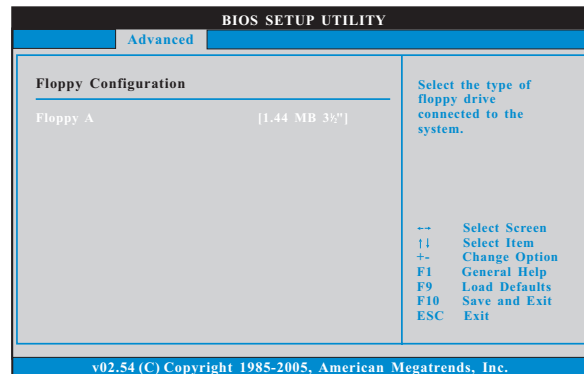 BIOS SETUP UTILITY
Advanced
Floppy Configuration
Floppy A [1.44 MB 3½"]
Select the type of
floppy drive
connected to the
system.
←→ Select Screen
↑↓ Select Item
+- Change Option
F1 General Help
F9 Load Defaults
F10 Save and Exit
ESC Exit
v02.54 (C) Copyright 1985-2005, American Megatrends, Inc.